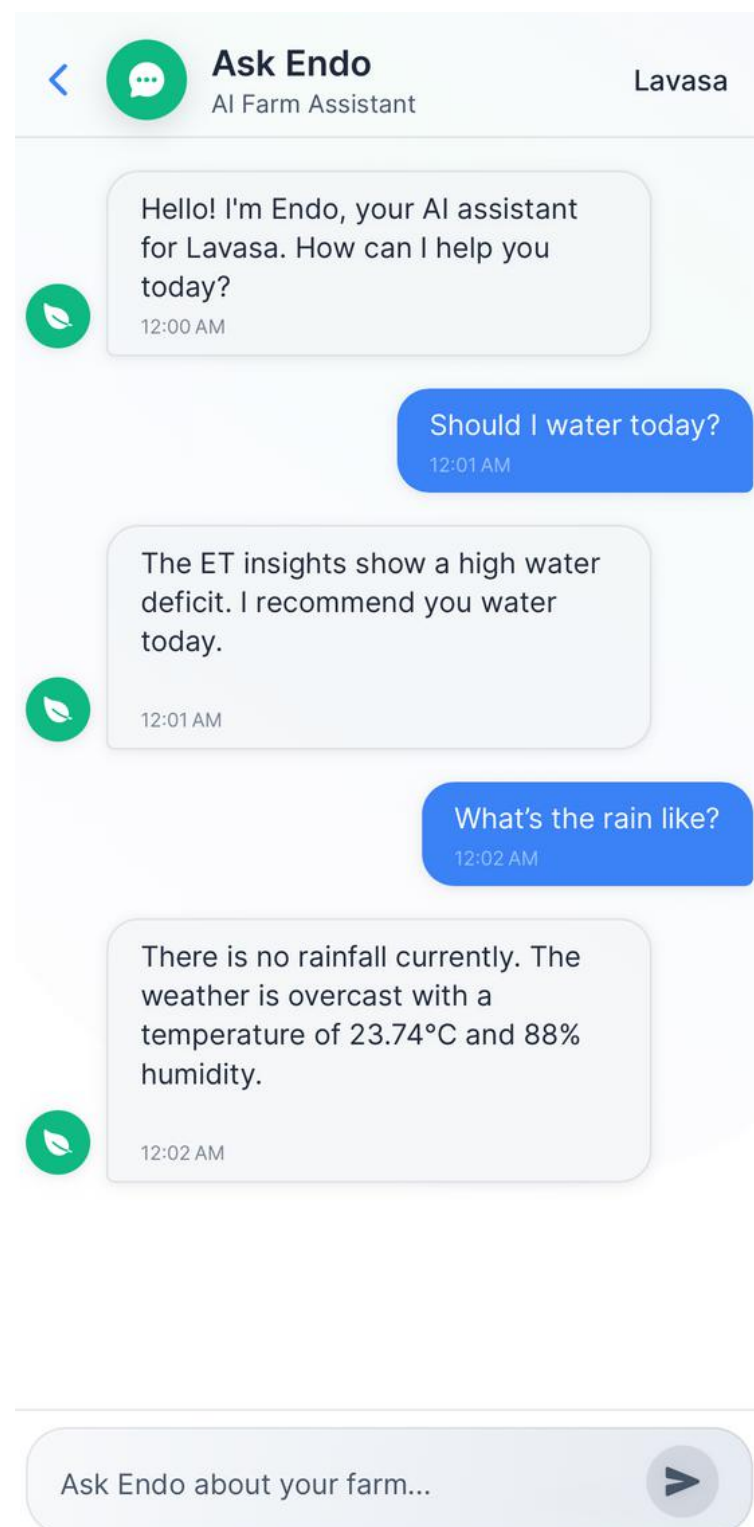 Ask Endo
AI Farm Assistant
Lavasa
Hello! I'm Endo, your AI assistant
for Lavasa. How can I help you
today?
12:00 AM
Should I water today?
12:01 AM
The ET insights show a high water
deficit. I recommend you water
today.
12:01 AM
What’s the rain like?
12:02 AM
There is no rainfall currently. The
weather is overcast with a
temperature of 23.74°C and 88%
humidity.
12:02 AM
Ask Endo about your farm...